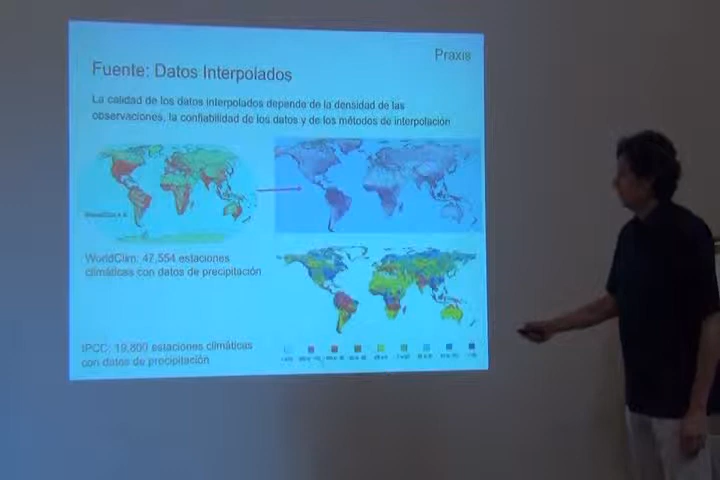 Praxis
Fuente: Datos Interpolados
La calidad de los datos interpolados depende de la densidad de las
observaciones, la confiabilidad de los datos y de los métodos de interpolación
WorldClim: 47,554 estaciones
climáticas con datos de precipitación
IPCC: 19,800 estaciones climáticas
con datos de precipitación